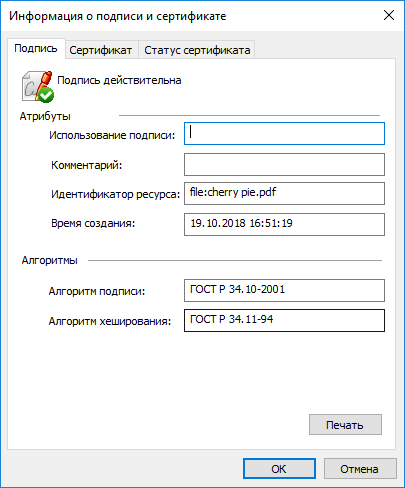 Информация о подписи и сертификате
Подпись Сертификат Статус сертификата
Подпись действительна
Атрибуты
Использование подписи:
Комментарий:
Идентификатор ресурса: file:cherry pie.pdf
Время создания: 19.10.2018 16:51:19
Алгоритмы
Алгоритм подписи: ГОСТ Р 34.10-2001
Алгоритм хеширования: ГОСТ Р 34.11-94
Печать
ОК Отмена